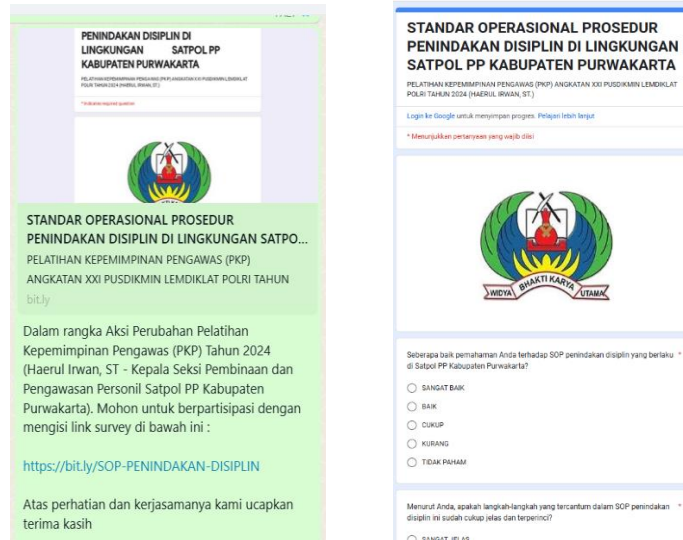 PENINDAKAN DISIPLIN DI
LINGKUNGAN SATPOL PP
KABUPATEN PURWAKARTA
PELATIHAN KEPEMIMPINAN PENGAWAS (PKP) ANGKATAN XXI PUSDIKMIN LEMDIKLAT
POLRI TAHUN 2024 (HAERUL IRWAN, ST.)
* Indicates required question
STANDAR OPERASIONAL PROSEDUR
PENINDAKAN DISIPLIN DI LINGKUNGAN SATPO...
PELATIHAN KEPEMIMPINAN PENGAWAS (PKP)
ANGKATAN XXI PUSDIKMIN LEMDIKLAT POLRI TAHUN
bit.ly
Dalam rangka Aksi Perubahan Pelatihan
Kepemimpinan Pengawas (PKP) Tahun 2024
(Haerul Irwan, ST - Kepala Seksi Pembinaan dan
Pengawasan Personil Satpol PP Kabupaten
Purwakarta). Mohon untuk berpartisipasi dengan
mengisi link survey di bawah ini :
https://bit.ly/SOP-PENINDAKAN-DISIPLIN
Atas perhatian dan kerjasamanya kami ucapkan
terima kasih
STANDAR OPERASIONAL PROSEDUR
PENINDAKAN DISIPLIN DI LINGKUNGAN
SATPOL PP KABUPATEN PURWAKARTA
PELATIHAN KEPEMIMPINAN PENGAWAS (PKP) ANGKATAN XXI PUSDIKMIN LEMDIKLAT
POLRI TAHUN 2024 (HAERUL IRWAN, ST.)
Login ke Google untuk menyimpan progres. Pelajari lebih lanjut
* Menunjukkan pertanyaan yang wajib diisi
WIDYA BHAKTI KARYA UTAMA
Seberapa baik pemahaman Anda terhadap SOP penindakan disiplin yang berlaku *
di Satpol PP Kabupaten Purwakarta?
SANGAT BAIK
BAIK
CUKUP
KURANG
TIDAK PAHAM
Menurut Anda, apakah langkah-langkah yang tercantum dalam SOP penindakan *
disiplin ini sudah cukup jelas dan terperinci?
SANGAT JELAS